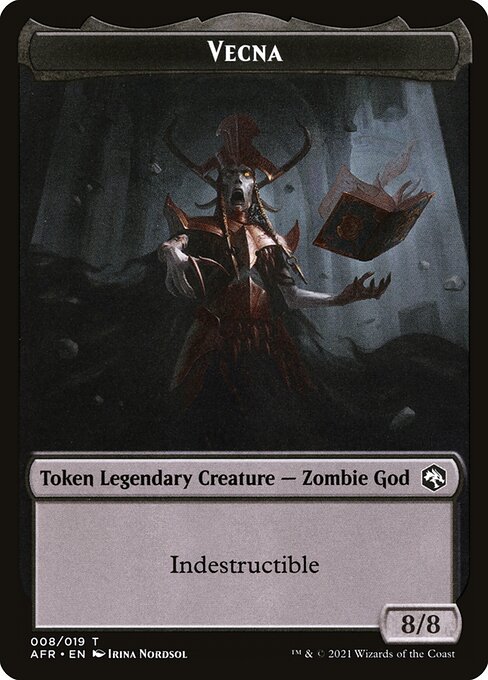 Vecna
Token Legendary Creature — Zombie God
Indestructible
8/8
008/019 T
AFR • EN Irina Nordsol
™ & © 2021 Wizards of the Coast